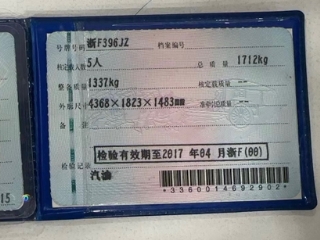 号牌号码 浙F396JZ 档案编号
核定载人数 5人 总质量 1712kg
整备质量 1337kg 核定载质量 --
外廓尺寸 4368×1823×1483mm 准牵引总质量 --
备注
检验有效期至2017年04月浙F(00)
检验记录
汽油
*3360014692902*
15